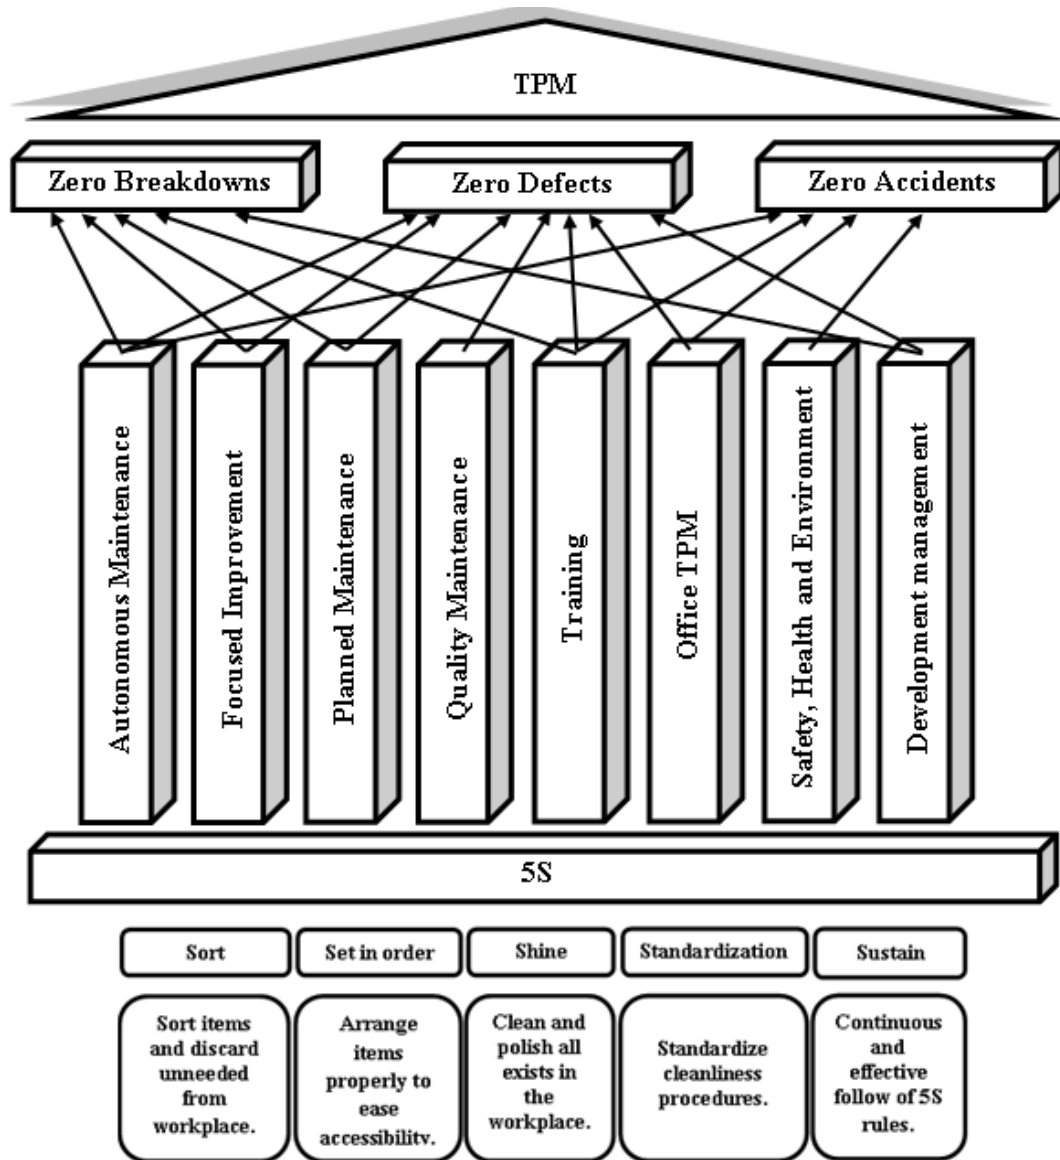 TPM
Zero Breakdowns
Zero Defects
Zero Accidents
Autonomous Maintenance
Focused Improvement
Planned Maintenance
Quality Maintenance
Training
Office TPM
Safety, Health and Environment
Development management
5S
Sort
Set in order
Shine
Standardization
Sustain
Sort items
and discard
unneeded
from
workplace.
Arrange
items
properly to
ease
accessibility.
Clean and
polish all
exists in
the
workplace.
Standardize
cleanliness
procedures.
Continuous
and
effective
follow of 5S
rules.